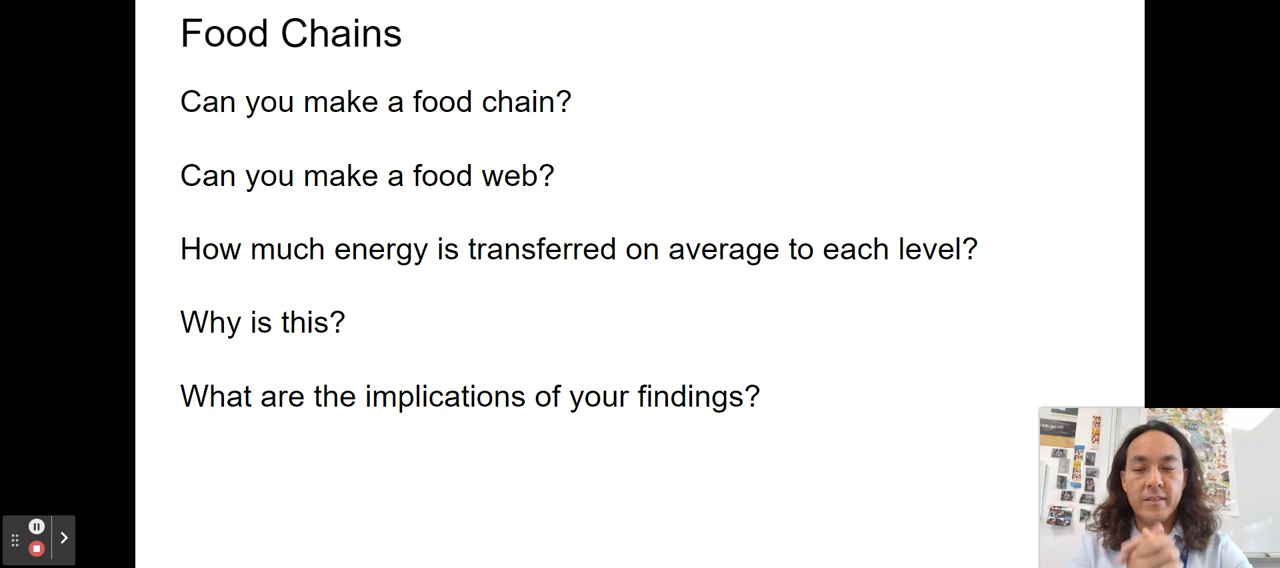 Food Chains
Can you make a food chain?
Can you make a food web?
How much energy is transferred on average to each level?
Why is this?
What are the implications of your findings?